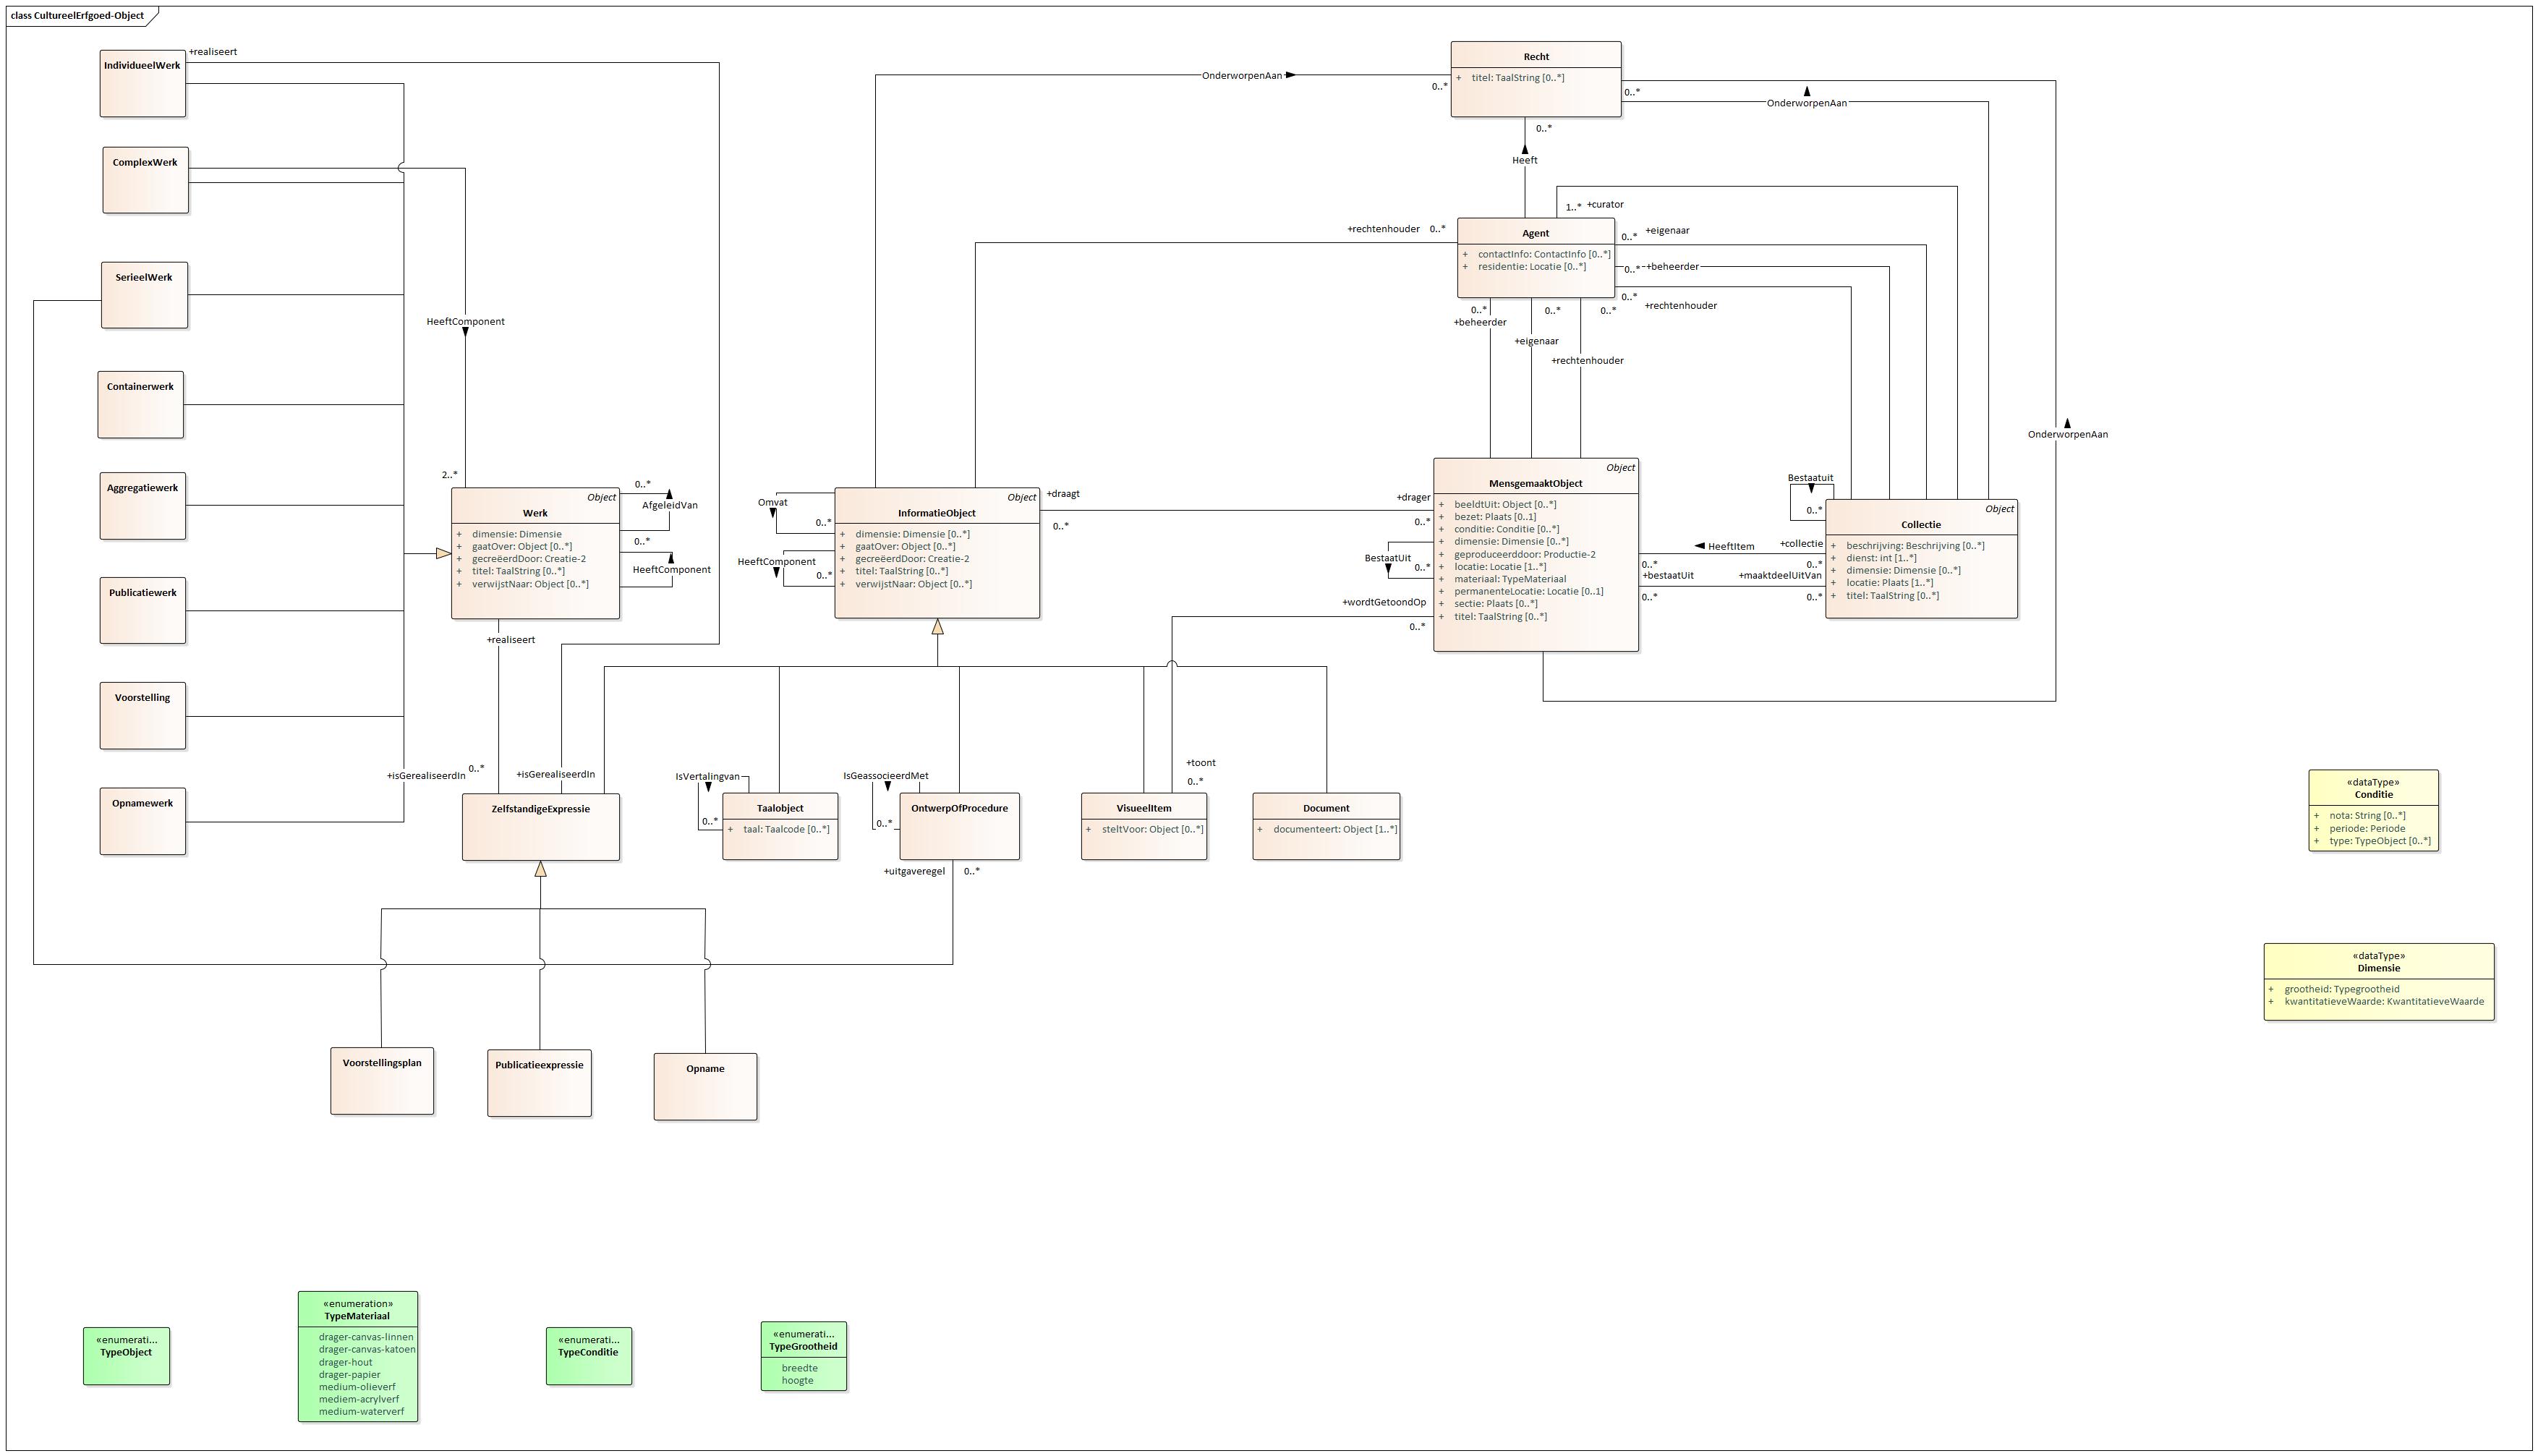 class CultureelErfgoed-Object
IndividueelWerk
+realiseert
ComplexWerk
SerieelWerk
HeeftComponent
Containerwerk
2..*
Aggregatiewerk
Publicatiewerk
Voorstelling
Opnamewerk
Object
Werk
+ dimensie: Dimensie
+ gaatOver: Object [0..*]
+ gecreëerdDoor: Creatie-2
+ titel: TaalString [0..*]
+ verwijstNaar: Object [0..*]
0..*
AfgeleidVan
0..*
HeeftComponent
+realiseert
+isGerealiseerdIn
0..*
+isGerealiseerdIn
ZelfstandigeExpressie
Voorstellingsplan
Publicatieexpressie
Opname
Omvat
0..*
HeeftComponent
0..*
Object
InformatieObject
+ dimensie: Dimensie [0..*]
+ gaatOver: Object [0..*]
+ gecreëerdDoor: Creatie-2
+ titel: TaalString [0..*]
+ verwijstNaar: Object [0..*]
+draagt
0..*
+drager
0..*
IsVertalingvan
0..*
Taalobject
+ taal: Taalcode [0..*]
IsGeassocieerdMet
0..*
OntwerpOfProcedure
+uitgaveregel
0..*
+toont
0..*
VisueelItem
+ steltVoor: Object [0..*]
Document
+ documenteert: Object [1..*]
OnderworpenAan
0..*
Recht
+ titel: TaalString [0..*]
0..*
OnderworpenAan
0..*
Heeft
1..*
+curator
+rechtenhouder
0..*
Agent
+ contactInfo: ContactInfo [0..*]
+ residentie: Locatie [0..*]
0..*
+eigenaar
0..*
+beheerder
0..*
+rechtenhouder
0..*
+beheerder
0..*
+eigenaar
0..*
+rechtenhouder
OnderworpenAan
Object
MensgemaaktObject
+ beeldtUit: Object [0..*]
+ bezet: Plaats [0..1]
+ conditie: Conditie [0..*]
+ dimensie: Dimensie [0..*]
+ geproduceerddoor: Productie-2
+ locatie: Locatie [1..*]
+ materiaal: TypeMateriaal
+ permanenteLocatie: Locatie [0..1]
+ sectie: Plaats [0..*]
+ titel: TaalString [0..*]
BestaatUit
0..*
+wordtGetoondOp
0..*
HeeftItem
+collectie
0..*
0..*
+bestaatUit
+maaktdeelUitVan
0..*
0..*
Bestaatuit
0..*
Object
Collectie
+ beschrijving: Beschrijving [0..*]
+ dienst: int [1..*]
+ dimensie: Dimensie [0..*]
+ locatie: Plaats [1..*]
+ titel: TaalString [0..*]
«dataType»
Conditie
+ nota: String [0..*]
+ periode: Periode
+ type: TypeObject [0..*]
«dataType»
Dimensie
+ grootheid: Typegrootheid
+ kwantitatieveWaarde: KwantitatieveWaarde
«enumerati...
TypeObject
«enumeration»
TypeMateriaal
drager-canvas-linnen
drager-canvas-katoen
drager-hout
drager-papier
medium-olieverf
mediem-acrylverf
medium-waterverf
«enumerati...
TypeConditie
«enumerati...
TypeGrootheid
breedte
hoogte